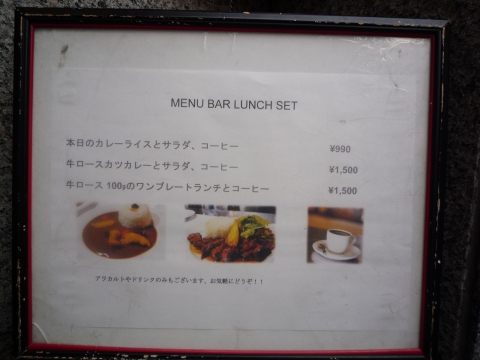 MENU BAR LUNCH SET
本日のカレーライスとサラダ、コーヒー ¥990
牛ロースカツカレーとサラダ、コーヒー ¥1,500
牛ロース 100gのワンプレートランチとコーヒー ¥1,500
アラカルトやドリンクのみもございます。お気軽にどうぞ！！